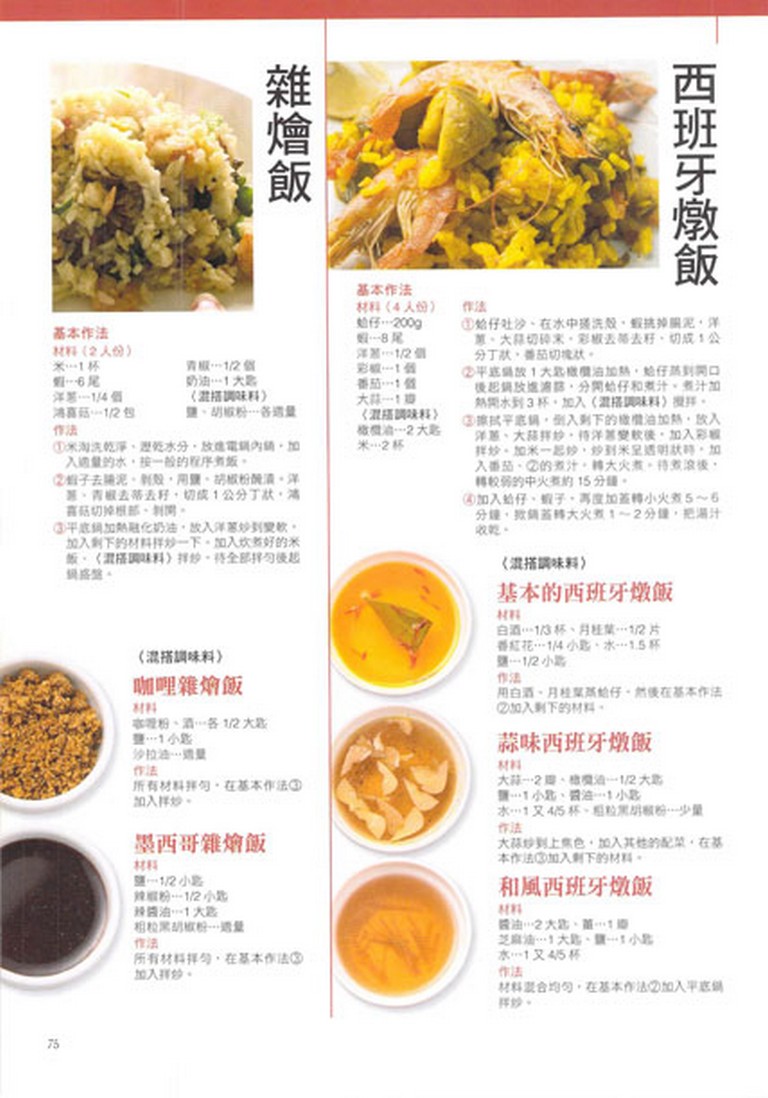 西班牙燉飯
基本作法
材料(4人份)
蛤仔…200g
蝦…8尾
洋蔥…1/2個
彩椒…1個
番茄…1個
大蒜…1瓣
〈混搭調味料〉
橄欖油…2大匙
米…2杯
作法
①蛤仔吐沙、在水中搓洗殼,蝦挑掉腸泥,洋
蔥、大蒜切碎末,彩椒去蒂去籽、切成1公
分丁狀,番茄切塊狀。
②平底鍋放1大匙橄欖油加熱,蛤仔蒸到開口
後起鍋放進濾篩,分開蛤仔和煮汁。煮汁加
熱開水到3杯,加入〈混搭調味料〉攪拌。
③擦拭平底鍋,倒入剩下的橄欖油加熱,放入
洋蔥、大蒜拌炒,待洋蔥變軟後,加入彩椒
拌炒。加米一起炒,炒到米呈透明狀時,加
入番茄、②的煮汁,轉大火煮。待煮滾後,
轉較弱的中火煮約15分鐘。
④加入蛤仔、蝦子,再度加蓋轉小火煮5~6
分鐘,掀鍋蓋轉大火煮1~2分鐘,把湯汁
收乾。
〈混搭調味料〉
基本的西班牙燉飯
材料
白酒…1/3杯、月桂葉…1/2片
番紅花…1/4小匙、水…1.5杯
鹽…1/2小匙
作法
用白酒、月桂葉蒸蛤仔,然後在基本作法
②加入剩下的材料。
蒜味西班牙燉飯
材料
大蒜…2瓣、橄欖油…1/2大匙
鹽…1小匙、醬油…1小匙
水…1又4/5杯、粗粒黑胡椒粉…少量
作法
大蒜炒到上焦色,加入其他的配菜,在基
本作法③加入剩下的材料。
和風西班牙燉飯
材料
醬油…2大匙、薑…1瓣
芝麻油…1大匙、鹽…1小匙
水…1又4/5杯
作法
材料混合均勻,在基本作法②加入平底鍋
拌炒。
雜燴飯
基本作法
材料(2人份)
米…1杯
蝦…6尾
洋蔥…1/4個
鴻喜菇…1/2包
青椒…1/2個
奶油…1大匙
〈混搭調味料〉
鹽、胡椒粉…各適量
作法
①米淘洗乾淨、瀝乾水分,放進電鍋內鍋,加
入適量的水,按一般的程序煮飯。
②蝦子去腸泥、剝殼,用鹽、胡椒粉醃漬。洋
蔥、青椒去蒂去籽,切成1公分丁狀,鴻
喜菇切掉根部、剝開。
③平底鍋加熱融化奶油,放入洋蔥炒到變軟,
加入剩下的材料拌炒一下。加入炊煮好的米
飯、〈混搭調味料〉拌炒,待全部拌勻後起
鍋盛盤。
〈混搭調味料〉
咖哩雜燴飯
材料
咖哩粉、酒…各1/2大匙
鹽…1小匙
沙拉油…適量
作法
所有材料拌勻,在基本作法③
加入拌炒。
墨西哥雜燴飯
材料
鹽…1/2小匙
辣椒粉…1/2小匙
辣醬油…1大匙
粗粒黑胡椒粉…適量
作法
所有材料拌勻,在基本作法③
加入拌炒。
75